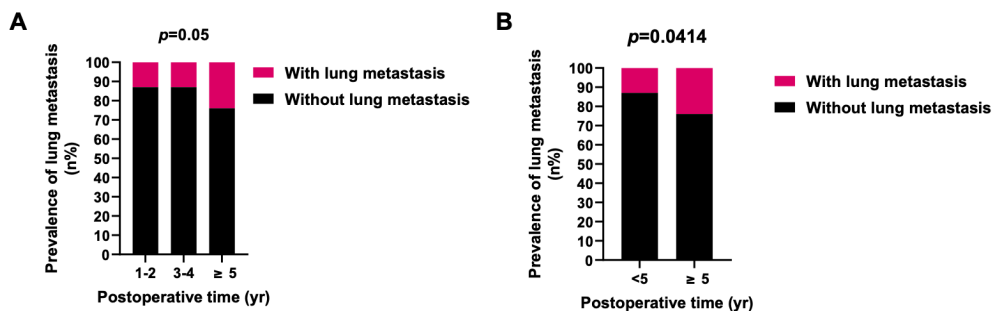 A
p=0.05
Prevalence of lung metastasis
(n%)
100
90
80
70
60
50
40
30
20
10
0
1-2 3-4 ≥ 5
Postoperative time (yr)
With lung metastasis
Without lung metastasis
B
p=0.0414
Prevalence of lung metastasis
(n%)
100
90
80
70
60
50
40
30
20
10
0
<5 ≥ 5
Postoperative time (yr)
With lung metastasis
Without lung metastasis